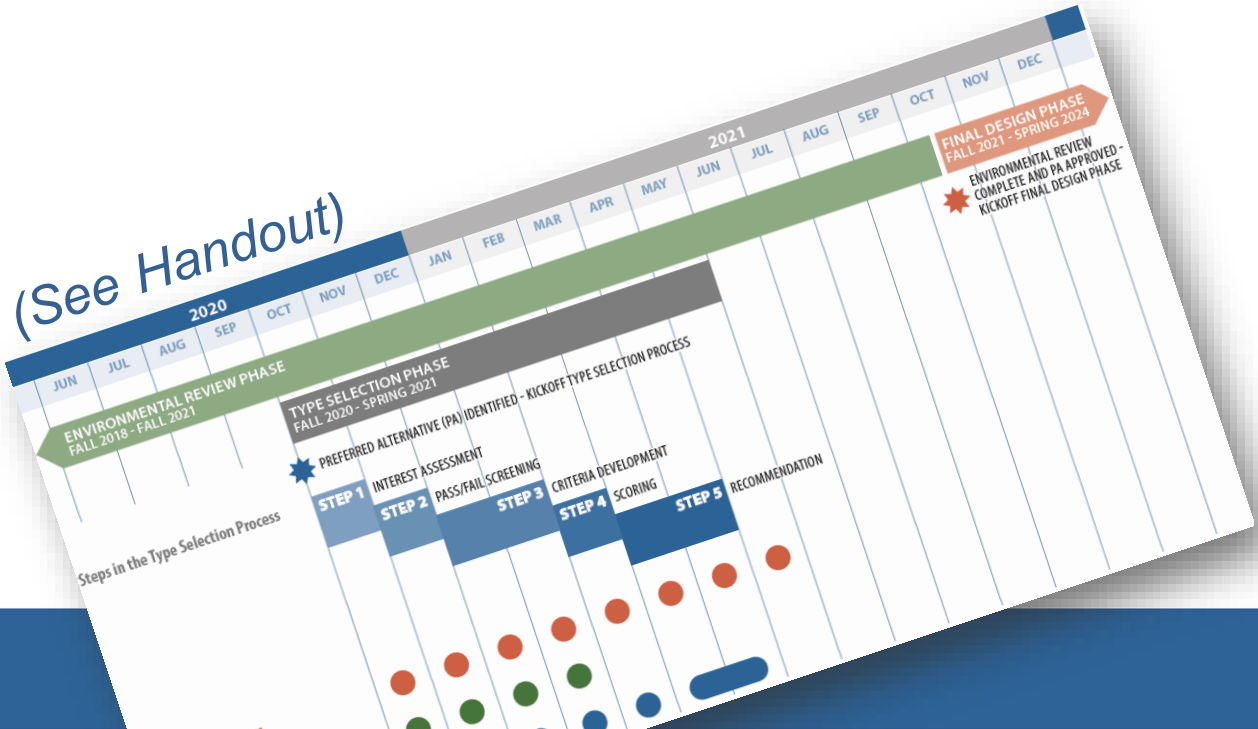 (See Handout)
2020
2021
JUN JUL AUG SEP OCT NOV DEC JAN FEB MAR APR MAY JUN JUL AUG SEP OCT NOV DEC
ENVIRONMENTAL REVIEW PHASE
FALL 2018 - FALL 2021
FINAL DESIGN PHASE
FALL 2021 - SPRING 2024
ENVIRONMENTAL REVIEW
COMPLETE AND PA APPROVED -
KICKOFF FINAL DESIGN PHASE
TYPE SELECTION PHASE
FALL 2020 - SPRING 2021
PREFERRED ALTERNATIVE (PA) IDENTIFIED - KICKOFF TYPE SELECTION PROCESS
Steps in the Type Selection Process
STEP 1 INTEREST ASSESSMENT
STEP 2 PASS/FAIL SCREENING
STEP 3 CRITERIA DEVELOPMENT
STEP 4 SCORING
STEP 5 RECOMMENDATION